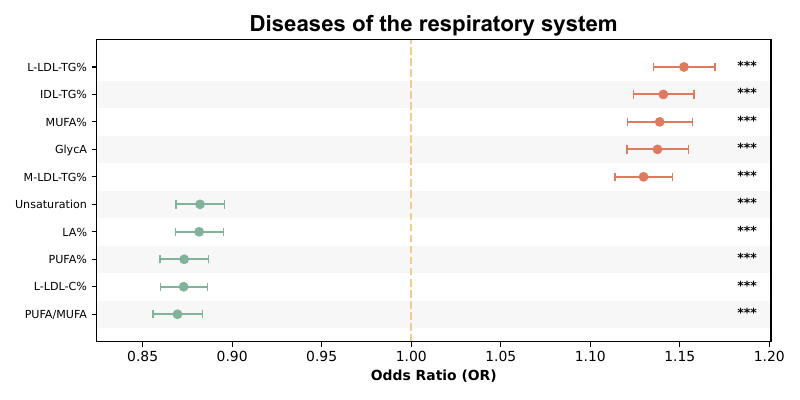 Diseases of the respiratory system
L-LDL-TG% ***
IDL-TG% ***
MUFA% ***
GlycA ***
M-LDL-TG% ***
Unsaturation ***
LA% ***
PUFA% ***
L-LDL-C% ***
PUFA/MUFA ***
0.85 0.90 0.95 1.00 1.05 1.10 1.15 1.20
Odds Ratio (OR)